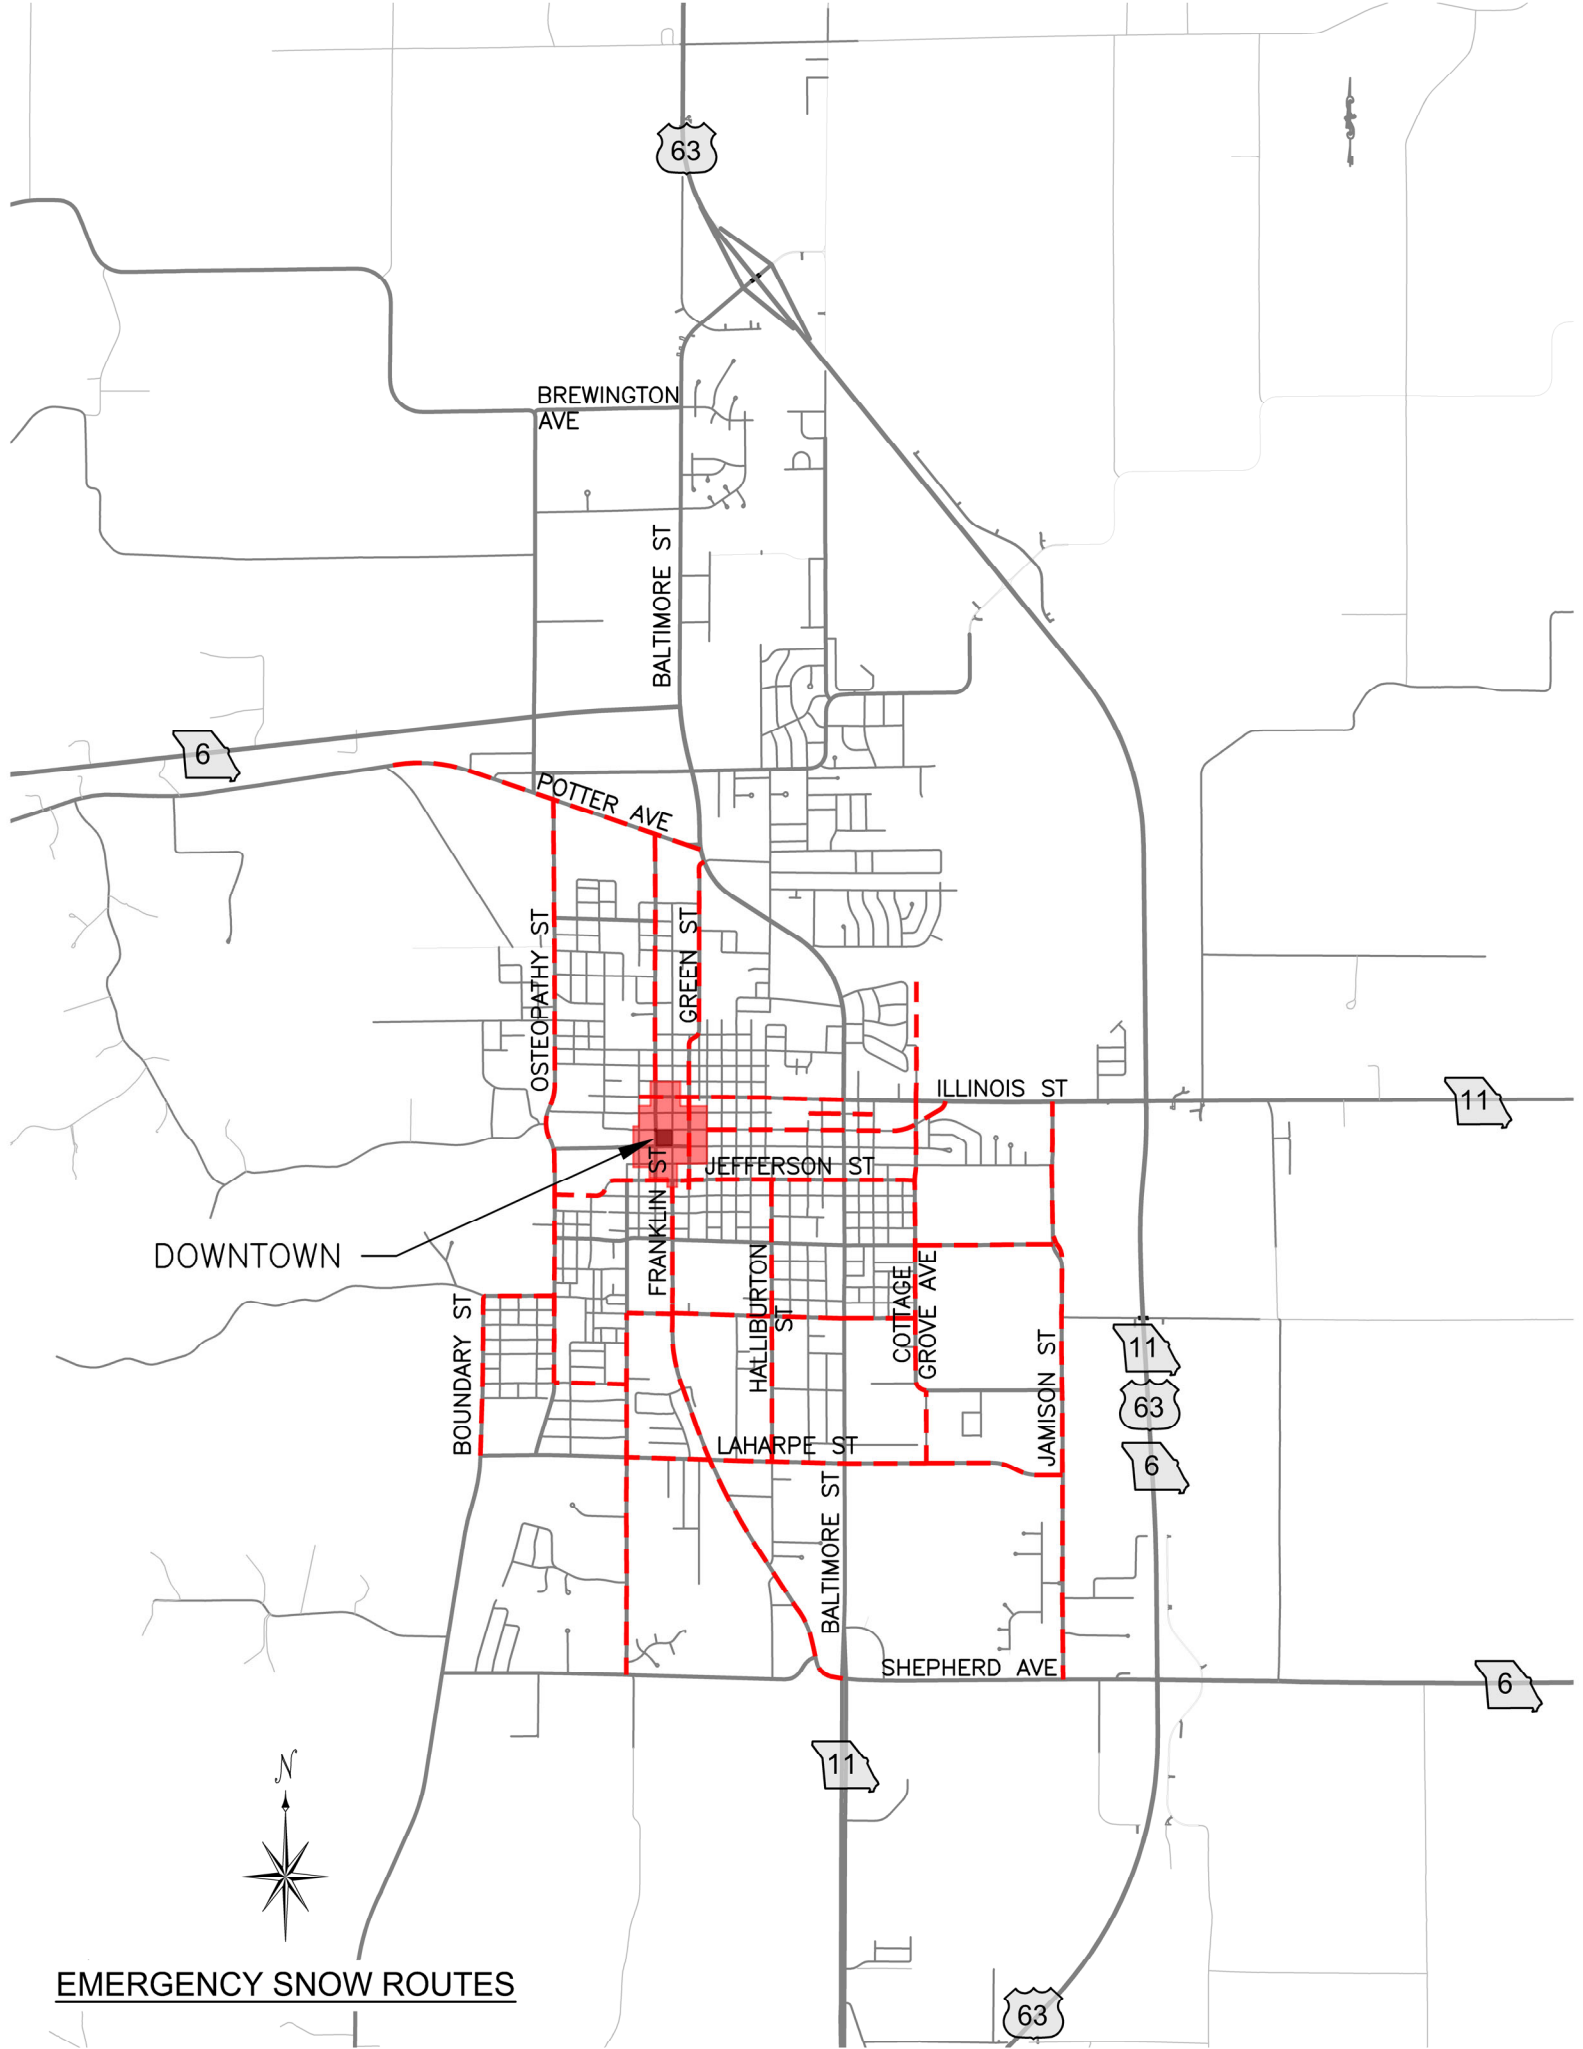 63
BREWINGTON
AVE
BALTIMORE ST
6
POTTER AVE
OSTEOPATHY ST
GREEN ST
ILLINOIS ST
11
JEFFERSON ST
FRANKLIN ST
DOWNTOWN
HALLIBURTON
ST
COTTAGE
GROVE AVE
BOUNDARY ST
JAMISON ST
11
63
6
LAHARPE ST
BALTIMORE ST
SHEPHERD AVE
6
11
N
EMERGENCY SNOW ROUTES
63